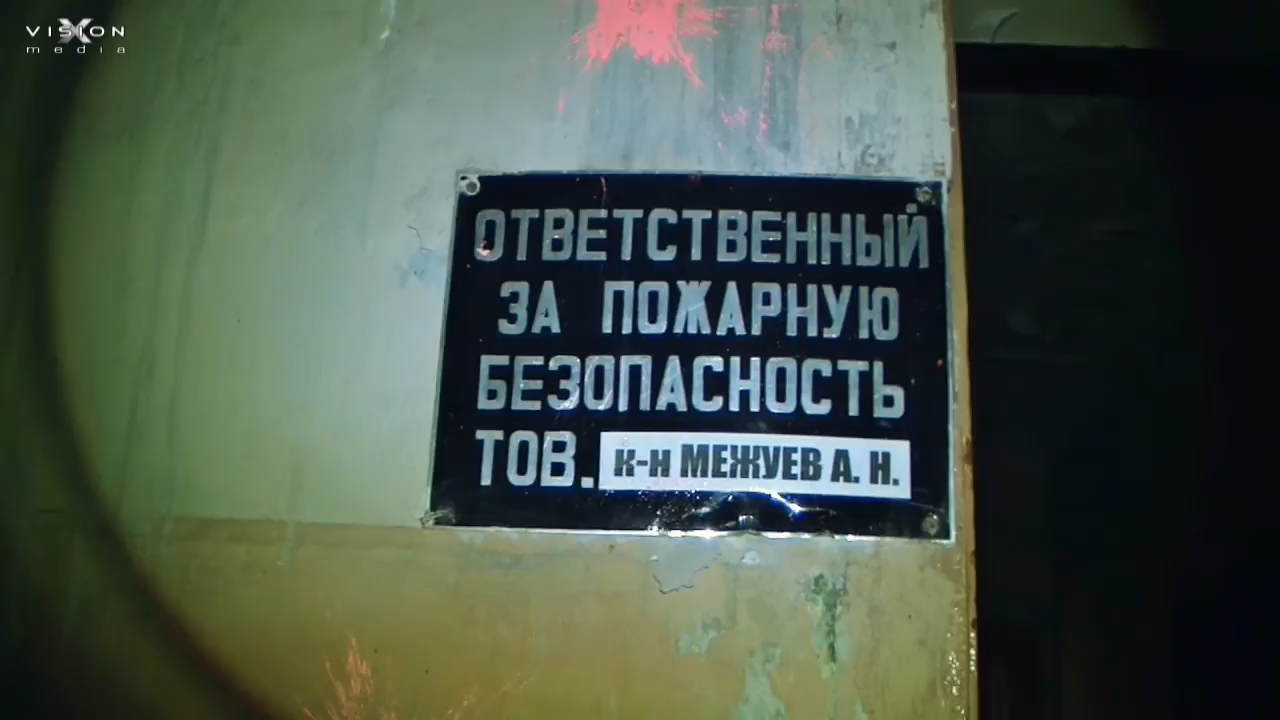 VISION
media
ОТВЕТСТВЕННЫЙ
ЗА ПОЖАРНУЮ
БЕЗОПАСНОСТЬ
ТОВ. к-н МЕЖУЕВ А. Н.